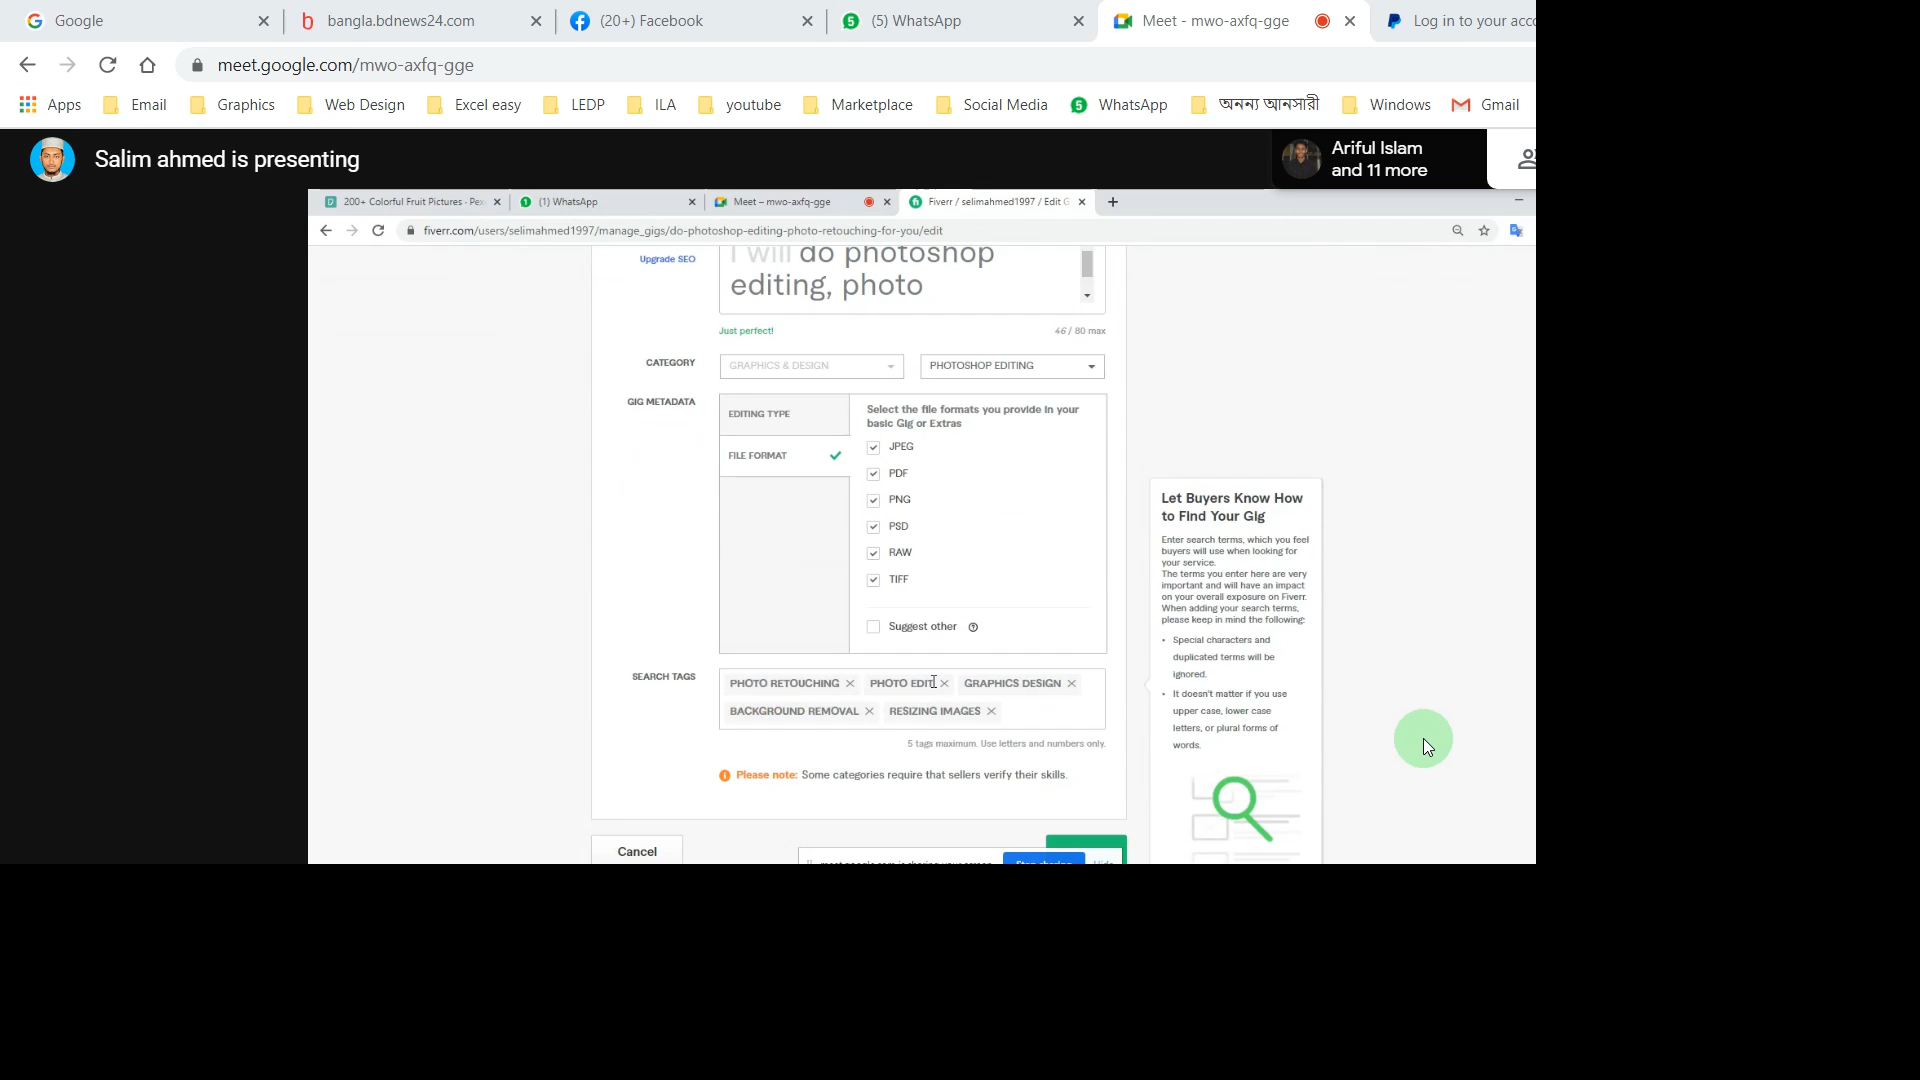 Google
bangla.bdnews24.com
(20+) Facebook
(5) WhatsApp
Meet - mwo-axfq-gge
Log in to your acco
meet.google.com/mwo-axfq-gge
Apps
Email
Graphics
Web Design
Excel easy
LEDP
ILA
youtube
Marketplace
Social Media
WhatsApp
অনন্য আনসারী
Windows
Gmail
Salim ahmed is presenting
Ariful Islam
and 11 more
200+ Colorful Fruit Pictures - Pex
(1) WhatsApp
Meet – mwo-axfq-gge
Fiverr / selimahmed1997 / Edit G
fiverr.com/users/selimahmed1997/manage_gigs/do-photoshop-editing-photo-retouching-for-you/edit
Upgrade SEO
I will do photoshop
editing, photo
Just perfect!
46 / 80 max
CATEGORY
GRAPHICS & DESIGN
PHOTOSHOP EDITING
GIG METADATA
EDITING TYPE
FILE FORMAT
Select the file formats you provide in your
basic Gig or Extras
JPEG
PDF
PNG
PSD
RAW
TIFF
Suggest other
SEARCH TAGS
PHOTO RETOUCHING
PHOTO EDIT
GRAPHICS DESIGN
BACKGROUND REMOVAL
RESIZING IMAGES
5 tags maximum. Use letters and numbers only.
Please note: Some categories require that sellers verify their skills.
Cancel
meet.google.com is sharing your screen.
Stop sharing
Hide
Let Buyers Know How
to Find Your Gig
Enter search terms, which you feel
buyers will use when looking for
your service.
The terms you enter here are very
important and will have an impact
on your overall exposure on Fiverr.
When adding your search terms,
please keep in mind the following:
• Special characters and
duplicated terms will be
ignored.
• It doesn't matter if you use
upper case, lower case
letters, or plural forms of
words.